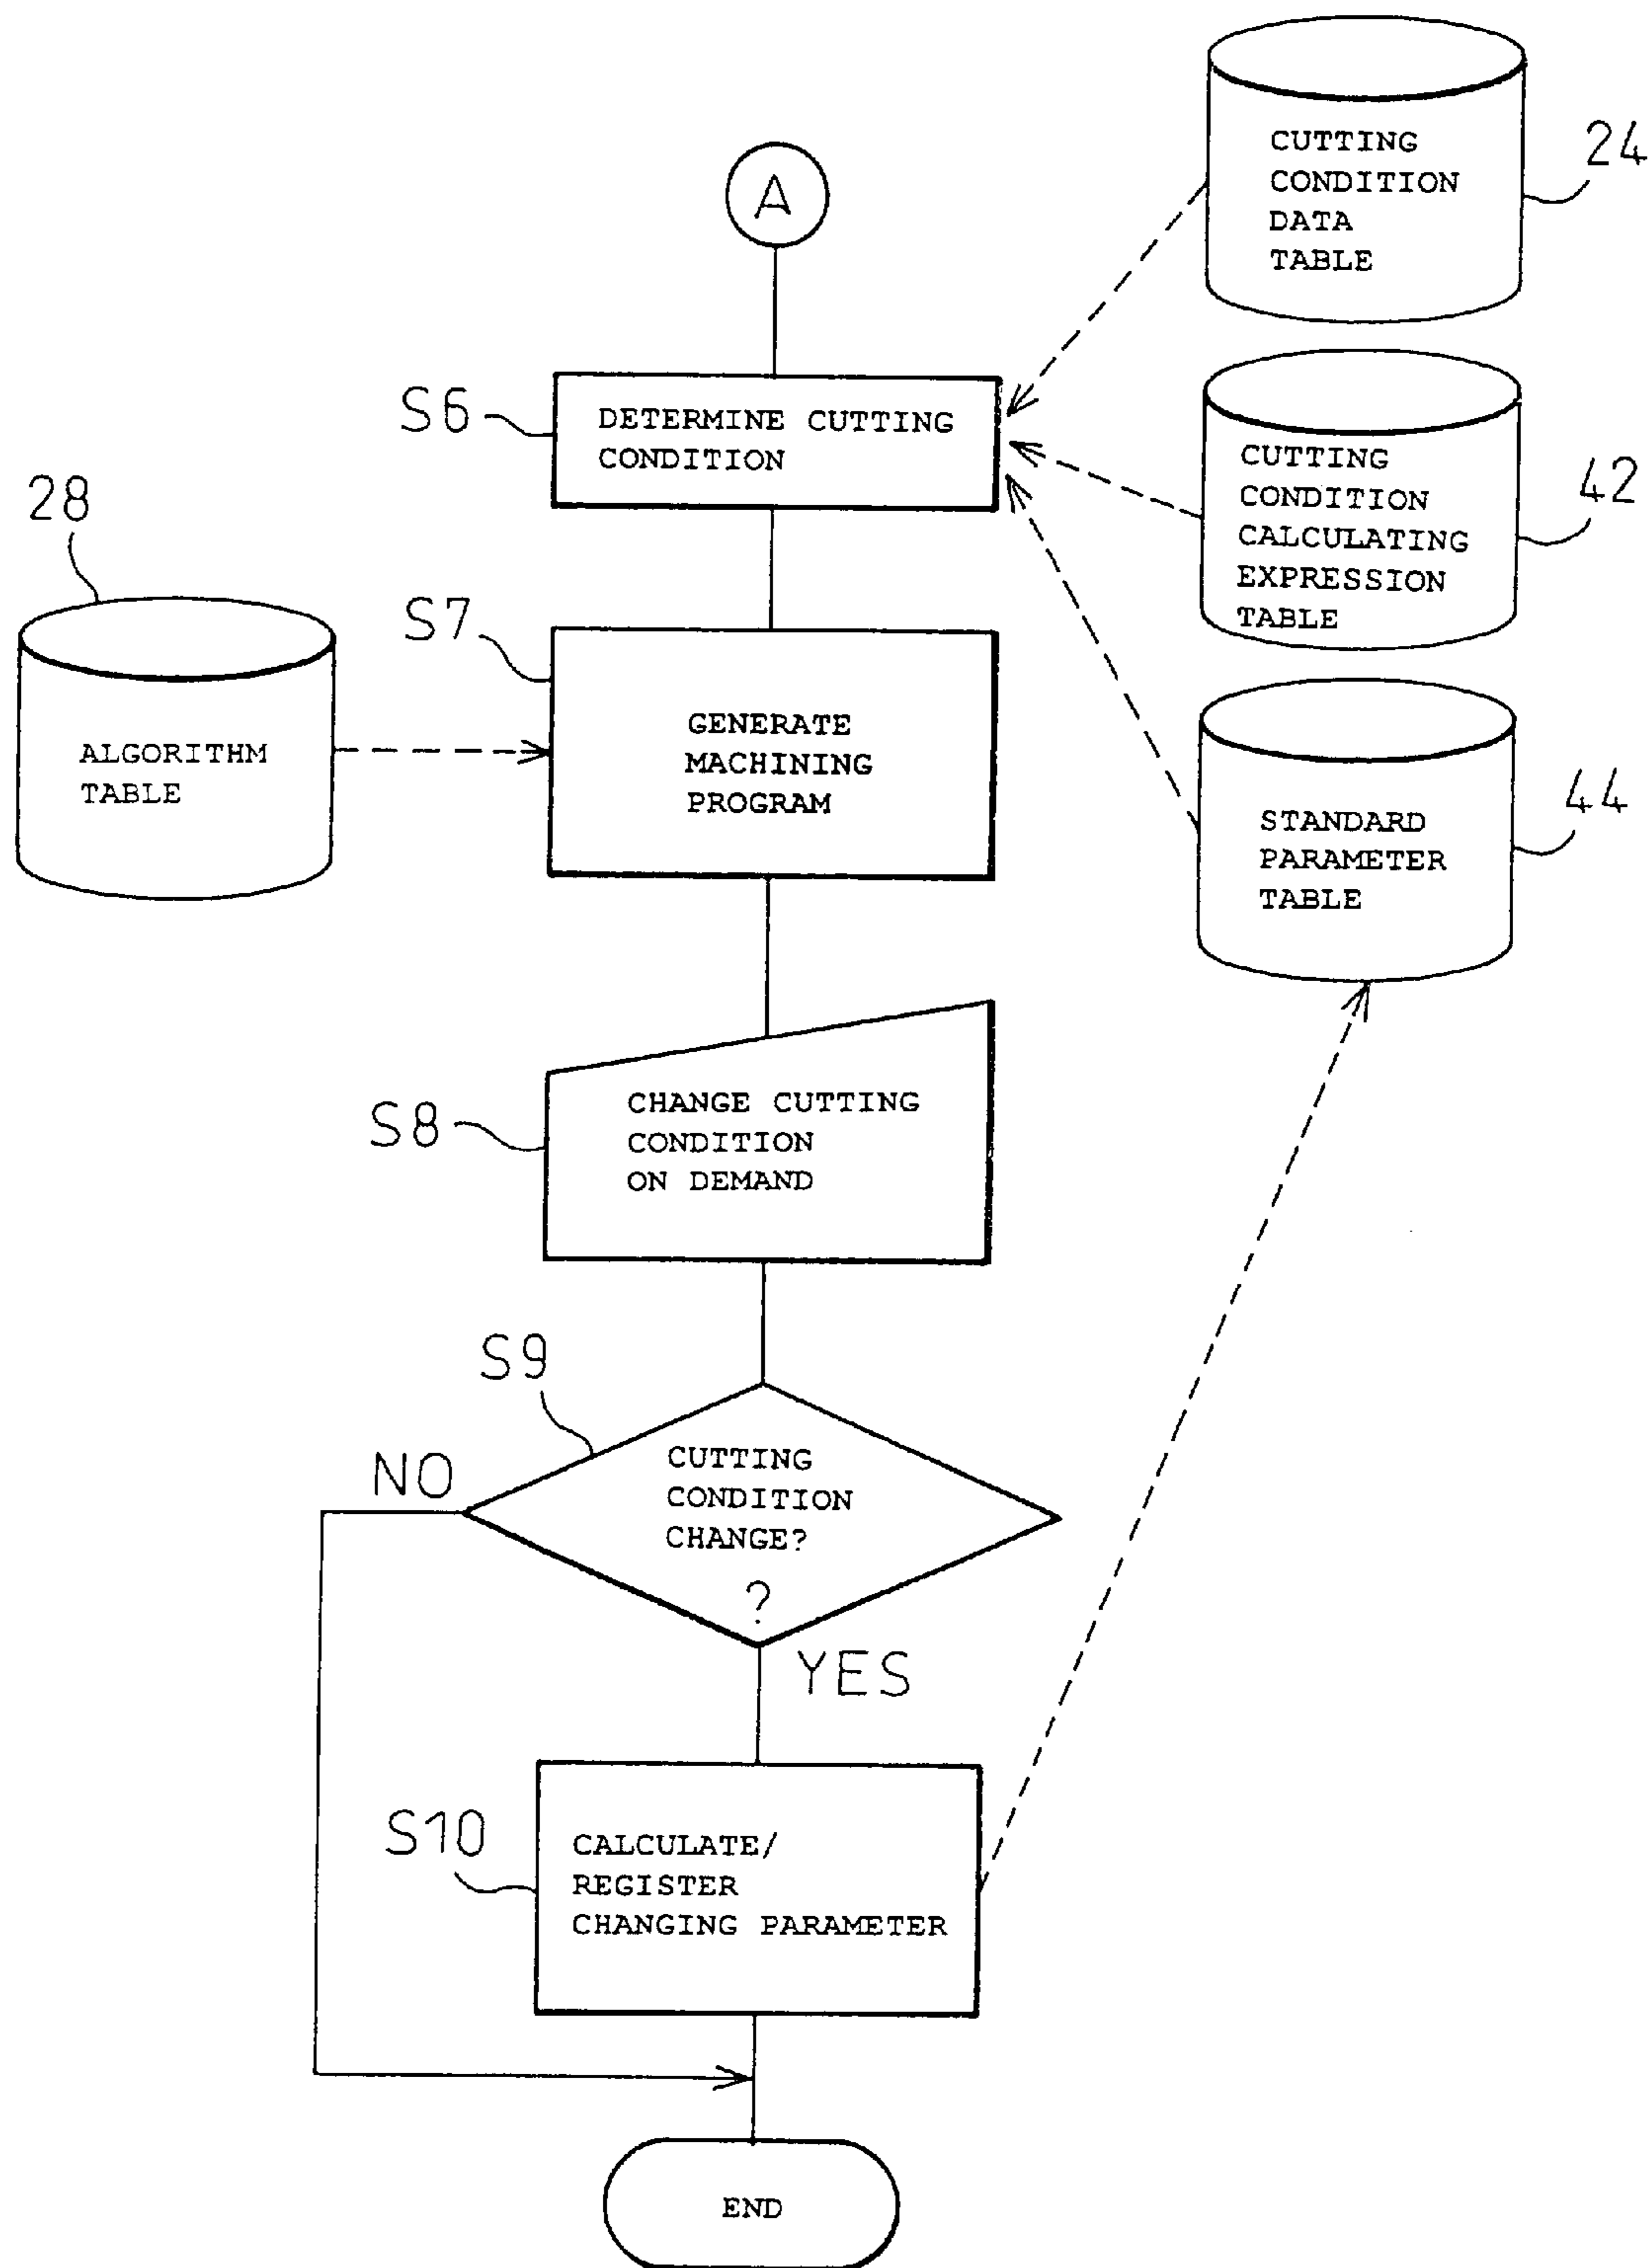 A
CUTTING
CONDITION
DATA
TABLE
24
S6
DETERMINE CUTTING
CONDITION
CUTTING
CONDITION
CALCULATING
EXPRESSION
TABLE
42
28
ALGORITHM
TABLE
S7
GENERATE
MACHINING
PROGRAM
STANDARD
PARAMETER
TABLE
44
S8
CHANGE CUTTING
CONDITION
ON DEMAND
S9
CUTTING
CONDITION
CHANGE?
?
NO
YES
S10
CALCULATE/
REGISTER
CHANGING PARAMETER
END